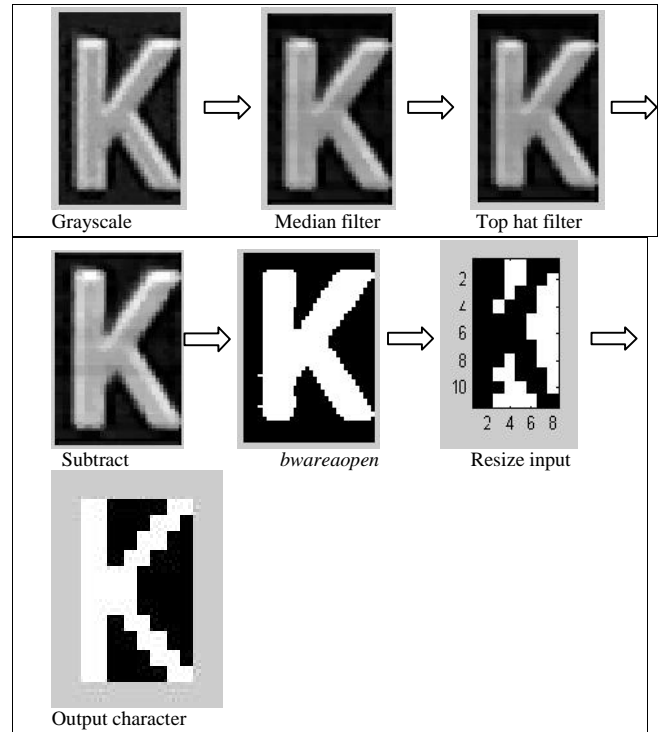 K K K
Grayscale Median filter Top hat filter
K K
2
4
6
8
10
2 4 6 8
Subtract bwareaopen Resize input
K
Output character